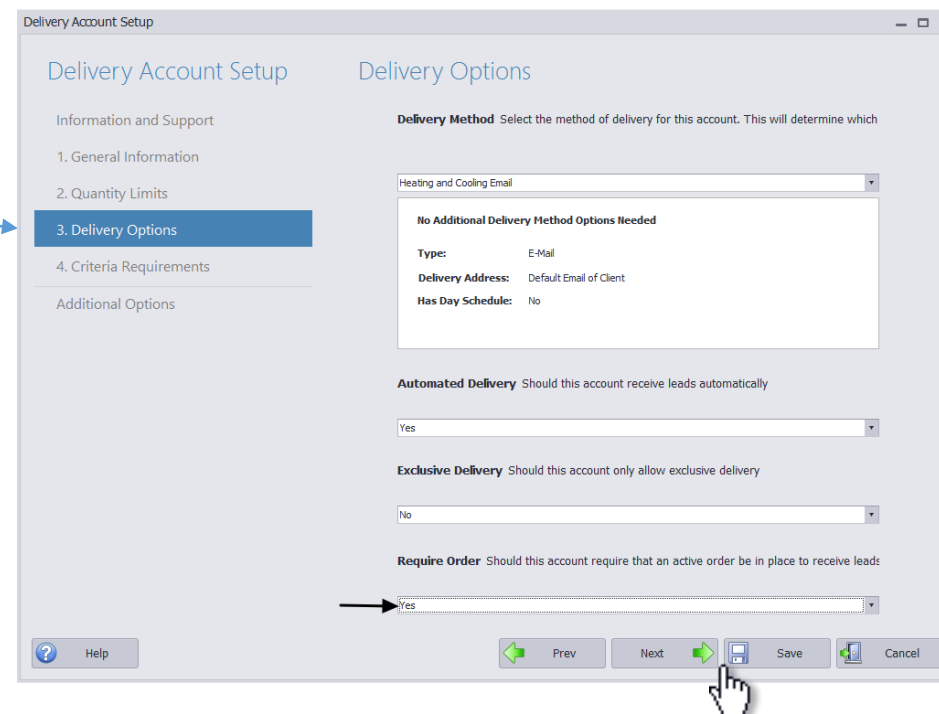 Delivery Account Setup
Delivery Account Setup
Information and Support
1. General Information
2. Quantity Limits
3. Delivery Options
4. Criteria Requirements
Additional Options
Delivery Options
Delivery Method Select the method of delivery for this account. This will determine which
Heating and Cooling Email
No Additional Delivery Method Options Needed
Type: E-Mail
Delivery Address: Default Email of Client
Has Day Schedule: No
Automated Delivery Should this account receive leads automatically
Yes
Exclusive Delivery Should this account only allow exclusive delivery
No
Require Order Should this account require that an active order be in place to receive leads
Yes
Help
Prev
Next
Save
Cancel